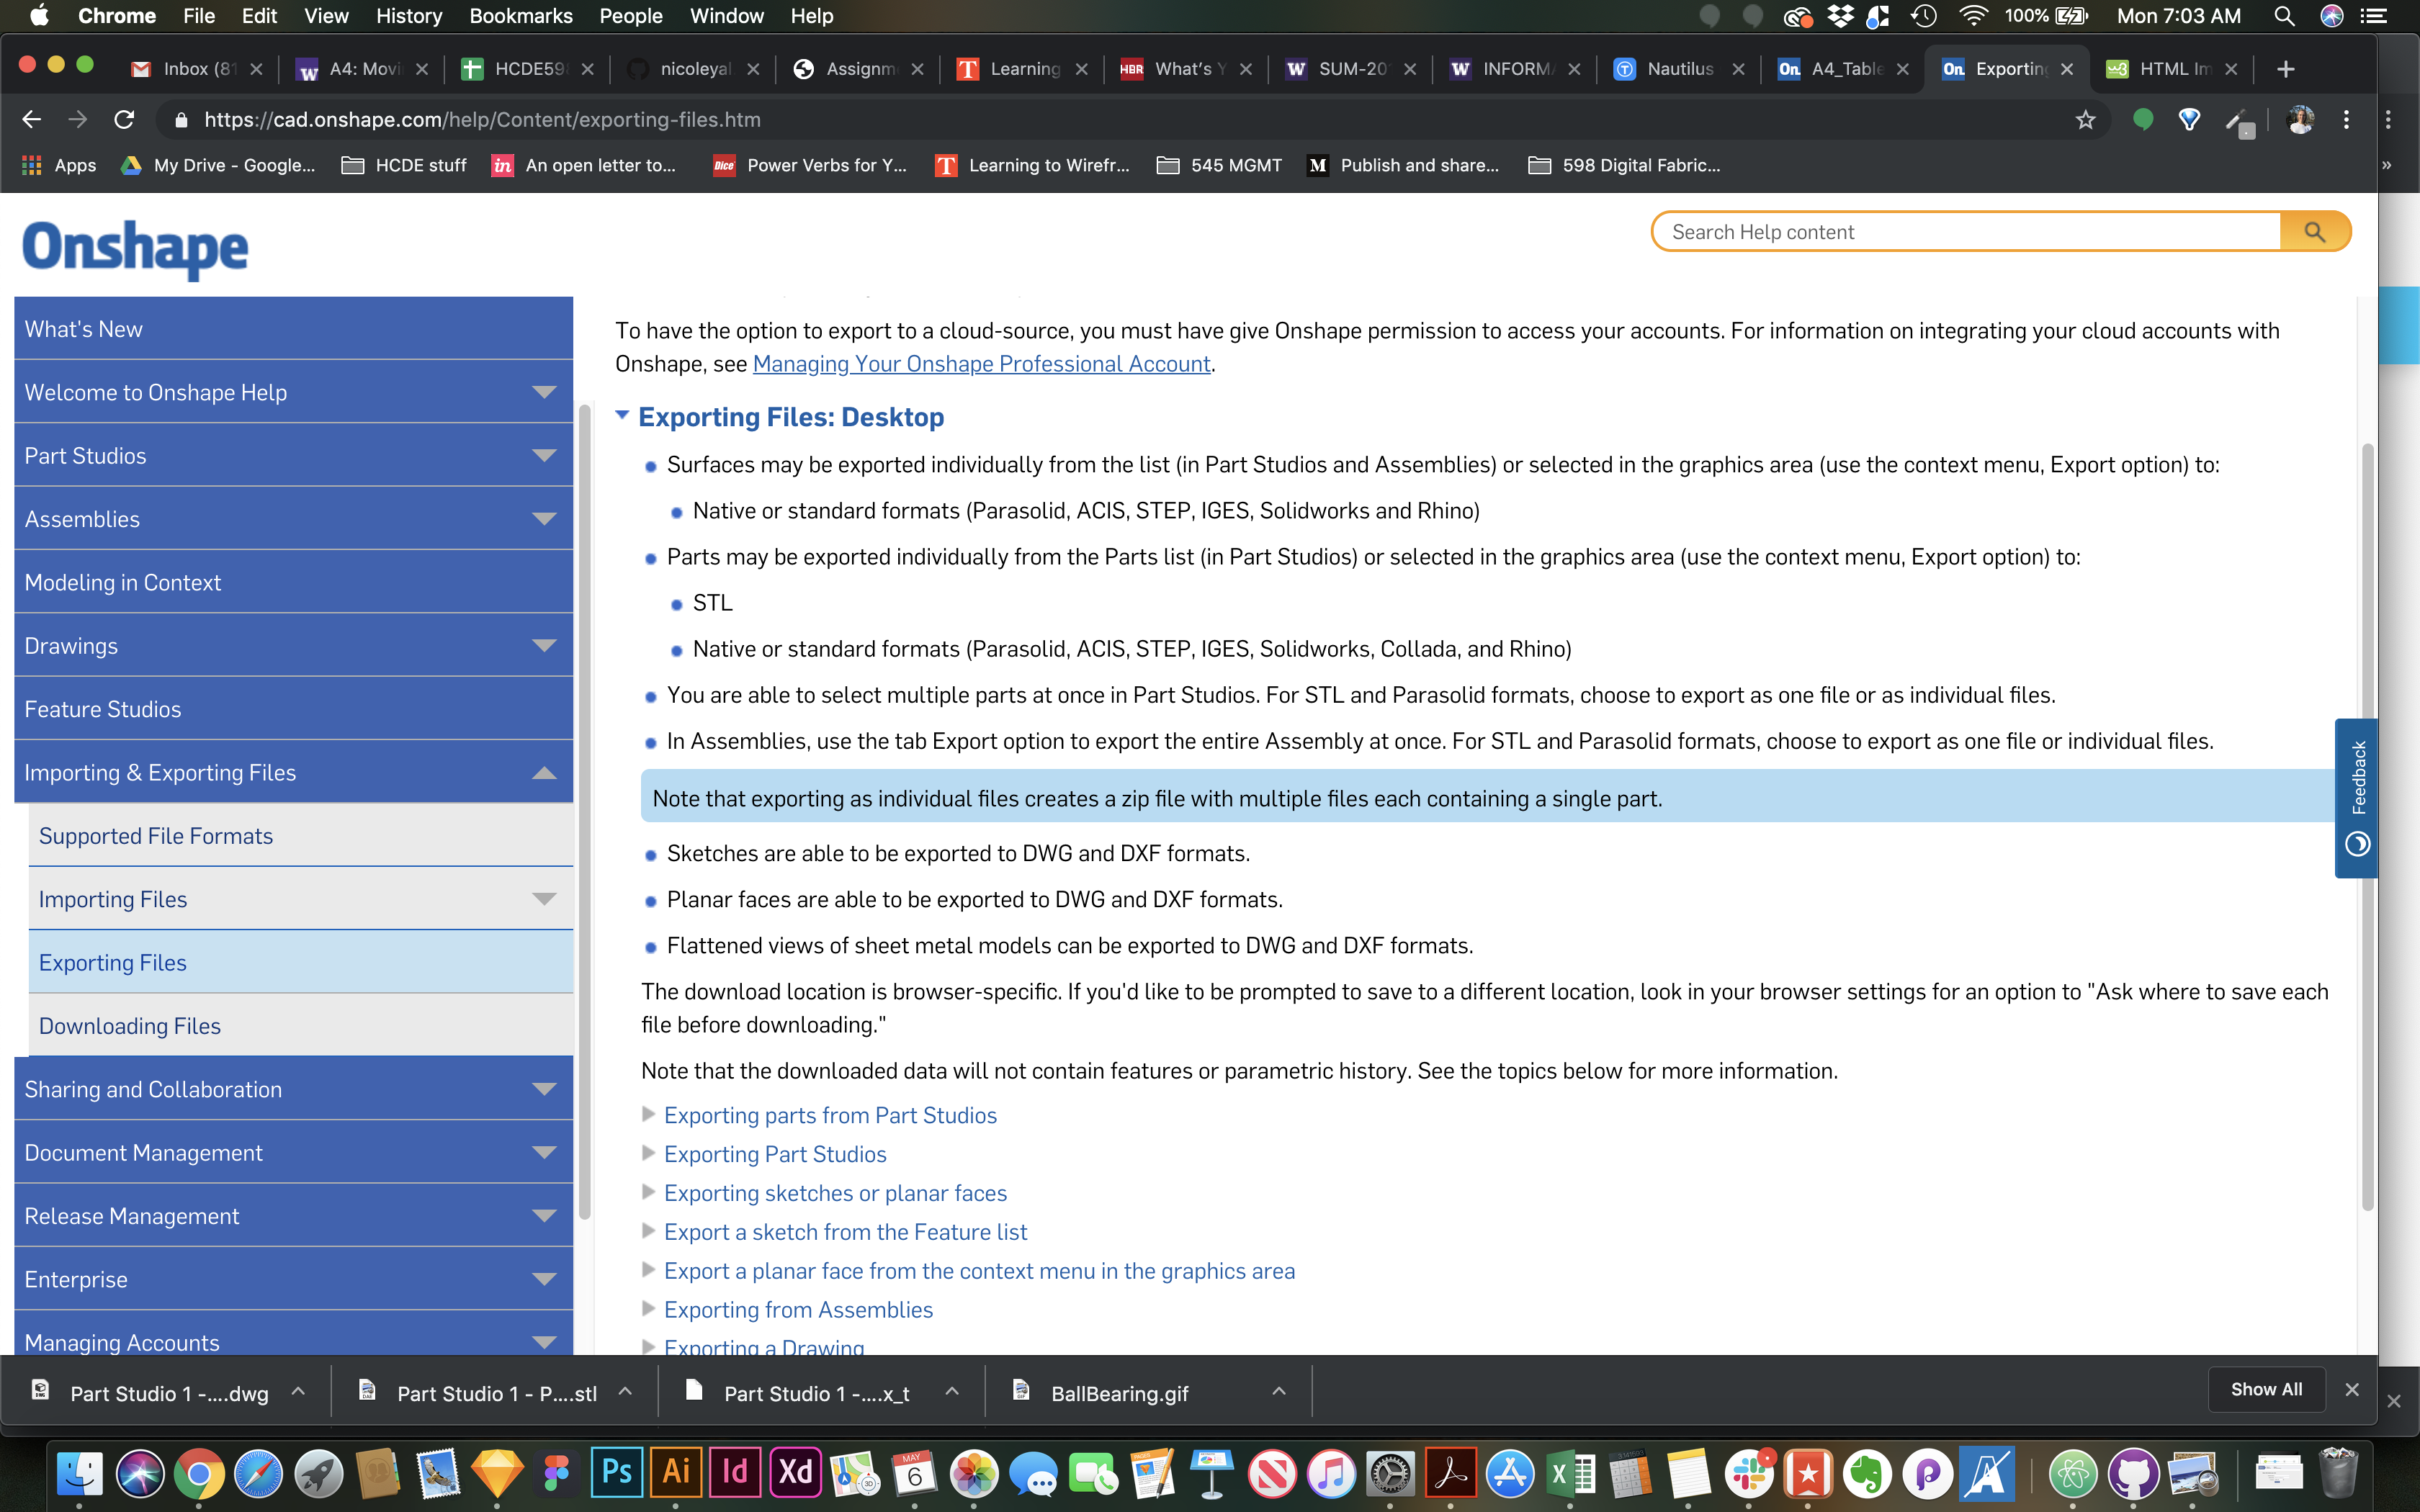 Chrome File Edit View History Bookmarks People Window Help 100% Mon 7:03 AM
Inbox (81 A4: Movi HCDE59 nicoleyal Assignm Learning What's Y SUM-20 INFORM Nautilus A4_Table Exportin HTML Im
https://cad.onshape.com/help/Content/exporting-files.htm
Apps My Drive - Google... HCDE stuff An open letter to... Power Verbs for Y... Learning to Wirefr... 545 MGMT Publish and share... 598 Digital Fabric... »
Onshape
Search Help content
What's New
Welcome to Onshape Help
Part Studios
Assemblies
Modeling in Context
Drawings
Feature Studios
Importing & Exporting Files
Supported File Formats
Importing Files
Exporting Files
Downloading Files
Sharing and Collaboration
Document Management
Release Management
Enterprise
Managing Accounts
To have the option to export to a cloud-source, you must have give Onshape permission to access your accounts. For information on integrating your cloud accounts with
Onshape, see Managing Your Onshape Professional Account.
Exporting Files: Desktop
Surfaces may be exported individually from the list (in Part Studios and Assemblies) or selected in the graphics area (use the context menu, Export option) to:
Native or standard formats (Parasolid, ACIS, STEP, IGES, Solidworks and Rhino)
Parts may be exported individually from the Parts list (in Part Studios) or selected in the graphics area (use the context menu, Export option) to:
STL
Native or standard formats (Parasolid, ACIS, STEP, IGES, Solidworks, Collada, and Rhino)
You are able to select multiple parts at once in Part Studios. For STL and Parasolid formats, choose to export as one file or as individual files.
In Assemblies, use the tab Export option to export the entire Assembly at once. For STL and Parasolid formats, choose to export as one file or individual files.
Note that exporting as individual files creates a zip file with multiple files each containing a single part.
Sketches are able to be exported to DWG and DXF formats.
Planar faces are able to be exported to DWG and DXF formats.
Flattened views of sheet metal models can be exported to DWG and DXF formats.
The download location is browser-specific. If you'd like to be prompted to save to a different location, look in your browser settings for an option to "Ask where to save each
file before downloading."
Note that the downloaded data will not contain features or parametric history. See the topics below for more information.
Exporting parts from Part Studios
Exporting Part Studios
Exporting sketches or planar faces
Export a sketch from the Feature list
Export a planar face from the context menu in the graphics area
Exporting from Assemblies
Exporting a Drawing
Feedback
Part Studio 1 -....dwg Part Studio 1 - P....stl Part Studio 1 -....x_t BallBearing.gif Show All
Ps Ai Id Xd MAY 6